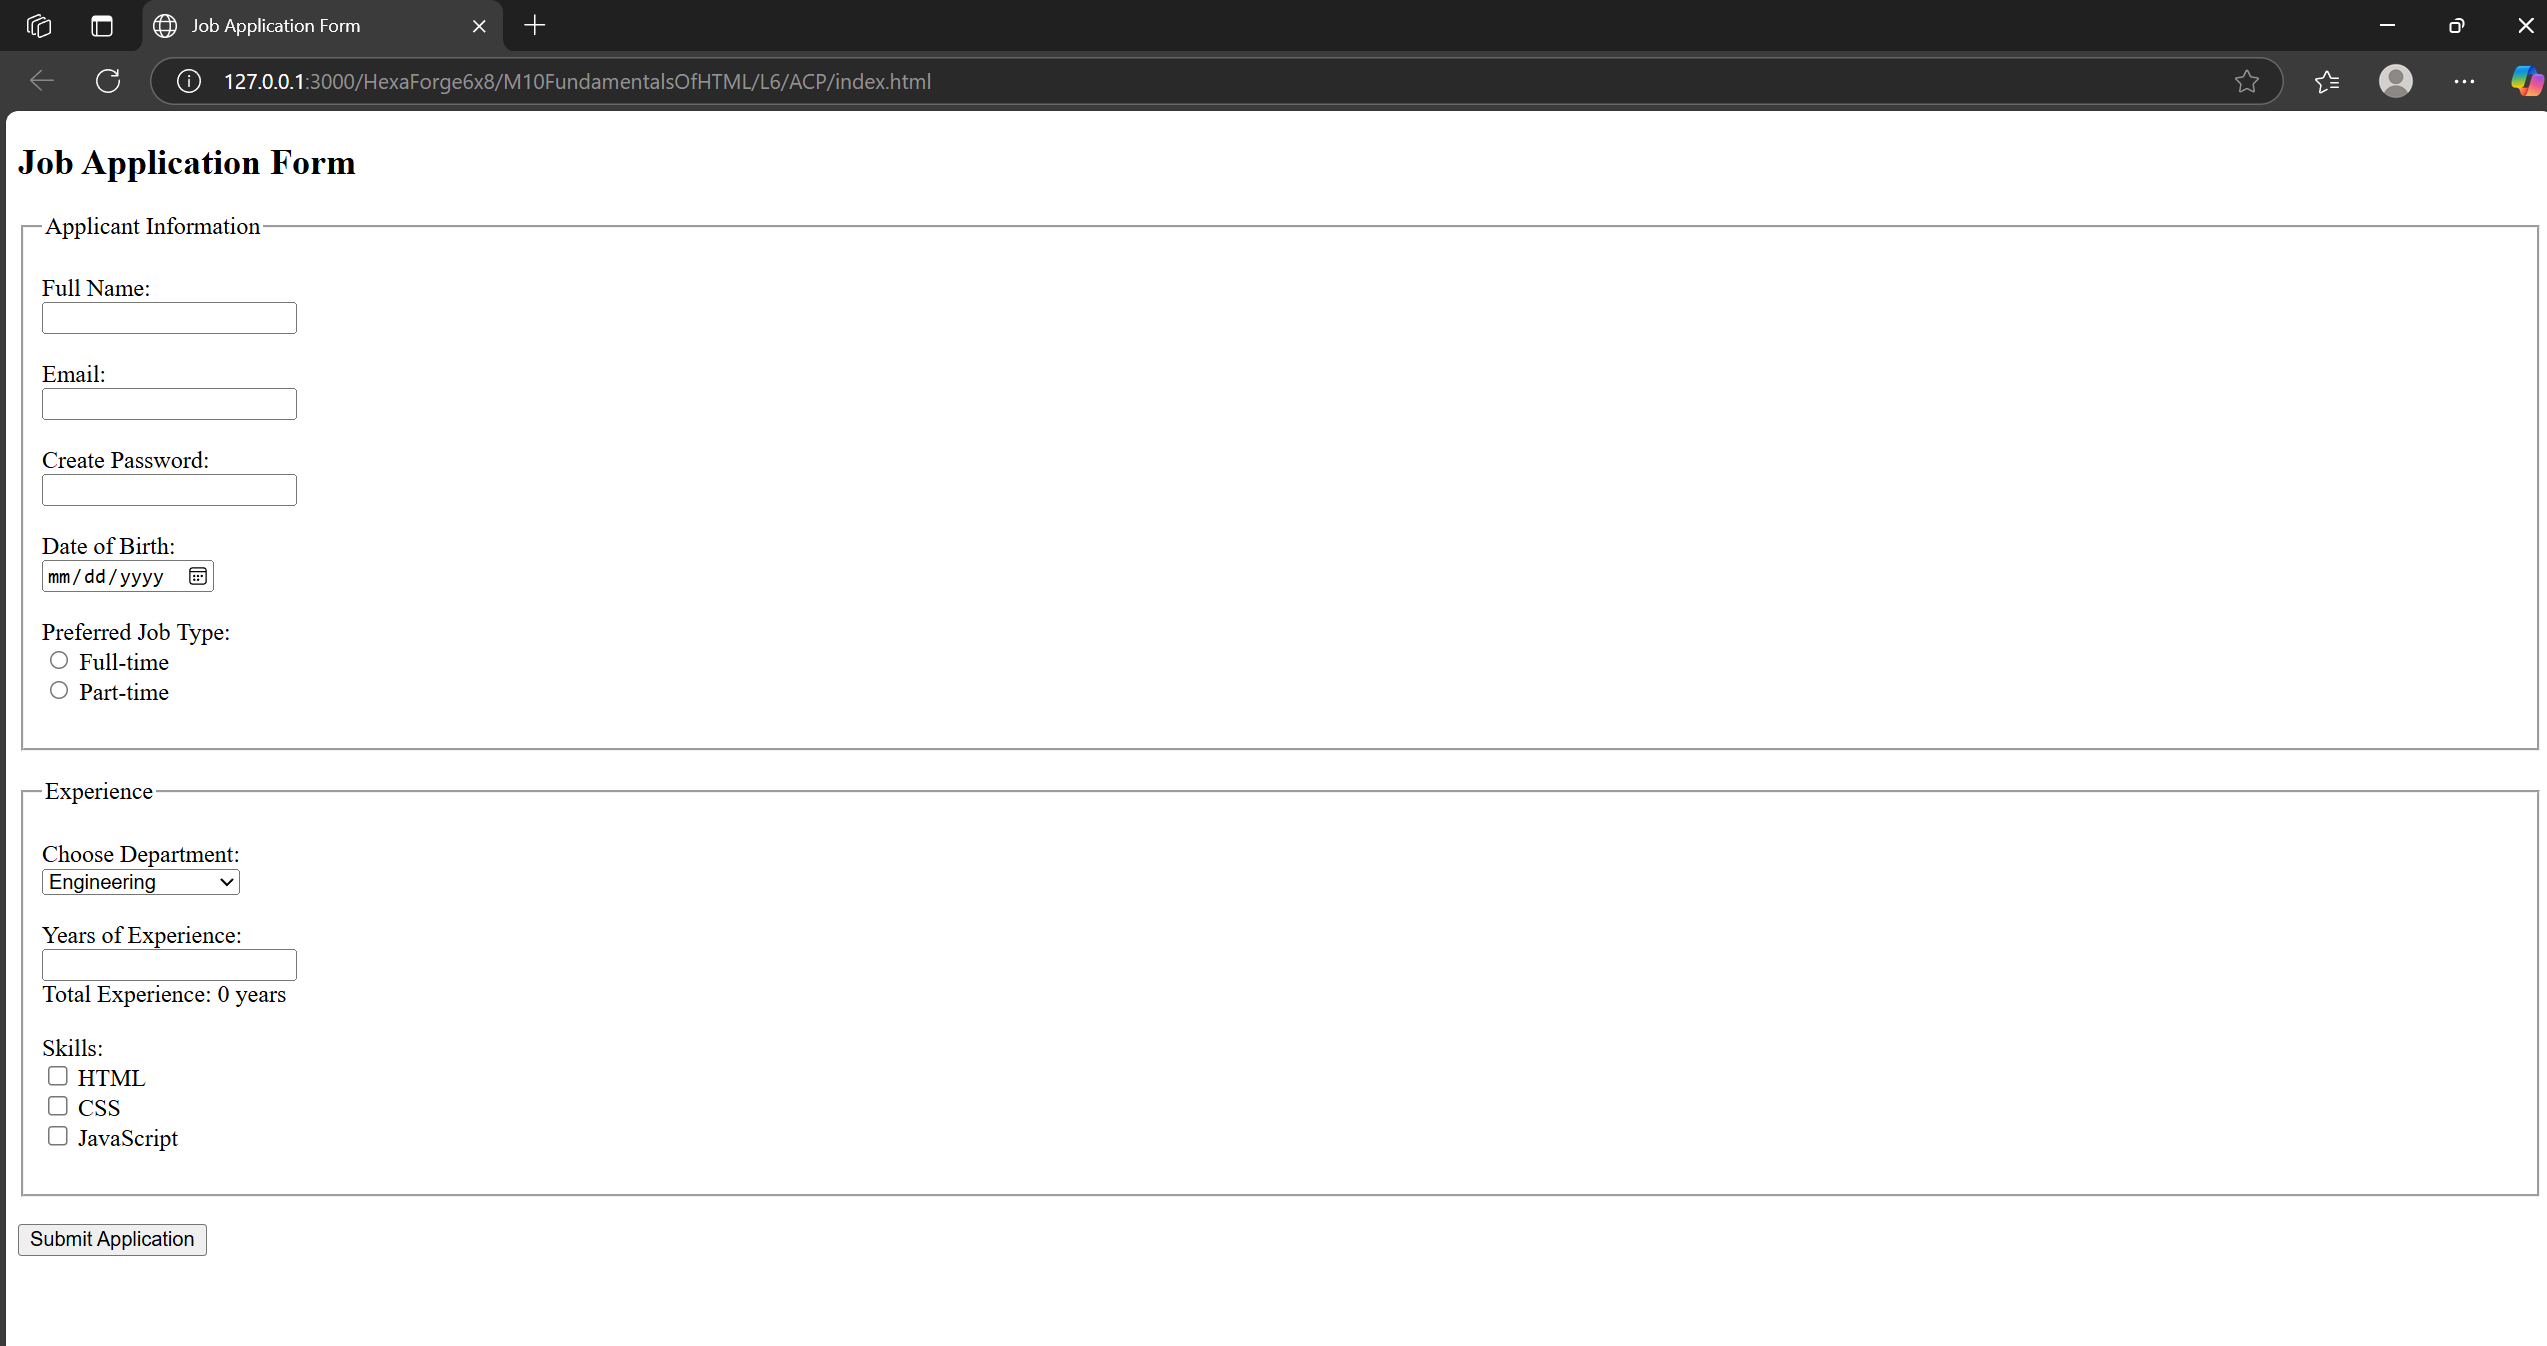 Job Application Form
127.0.0.1:3000/HexaForge6x8/M10FundamentalsOfHTML/L6/ACP/index.html
Job Application Form
Applicant Information
Full Name:
Email:
Create Password:
Date of Birth:
mm/dd/yyyy
Preferred Job Type:
Full-time
Part-time
Experience
Choose Department:
Engineering
Years of Experience:
Total Experience: 0 years
Skills:
HTML
CSS
JavaScript
Submit Application